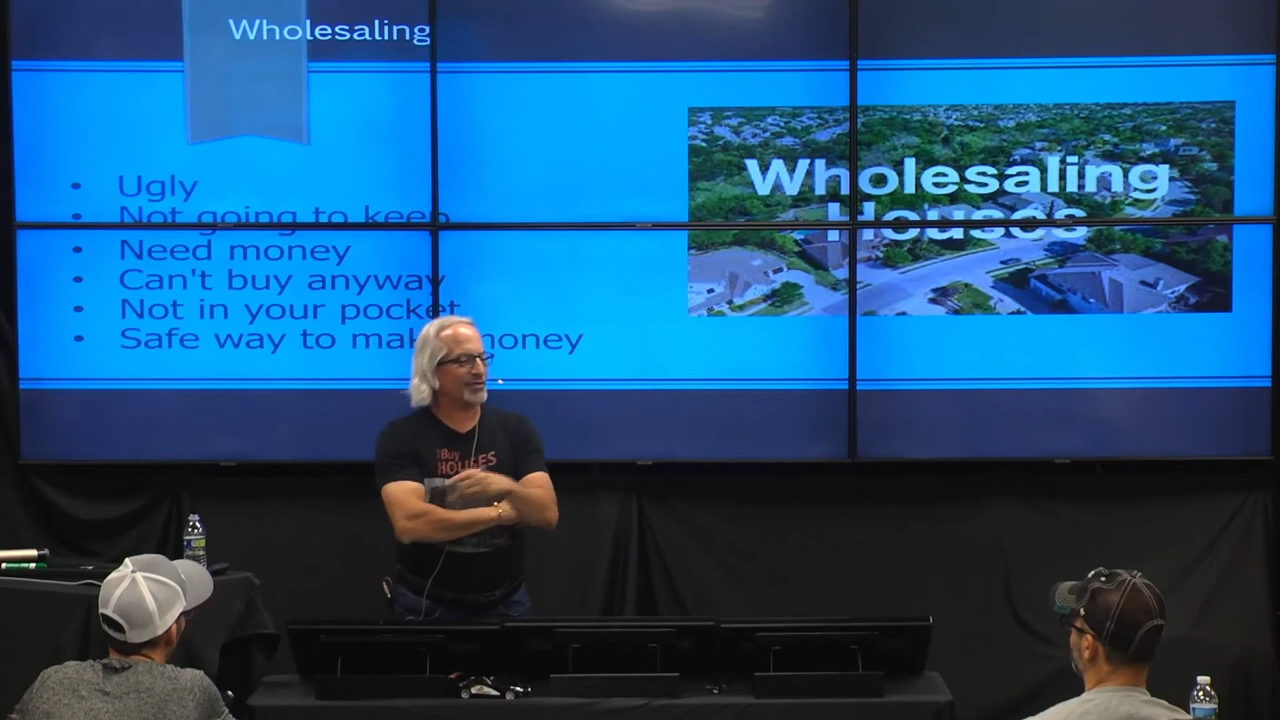 Wholesaling
Ugly
Not going to keep
Need money
Can't buy anyway
Not in your pocket
Safe way to make money
Wholesaling
Houses
I Buy
HOUSES